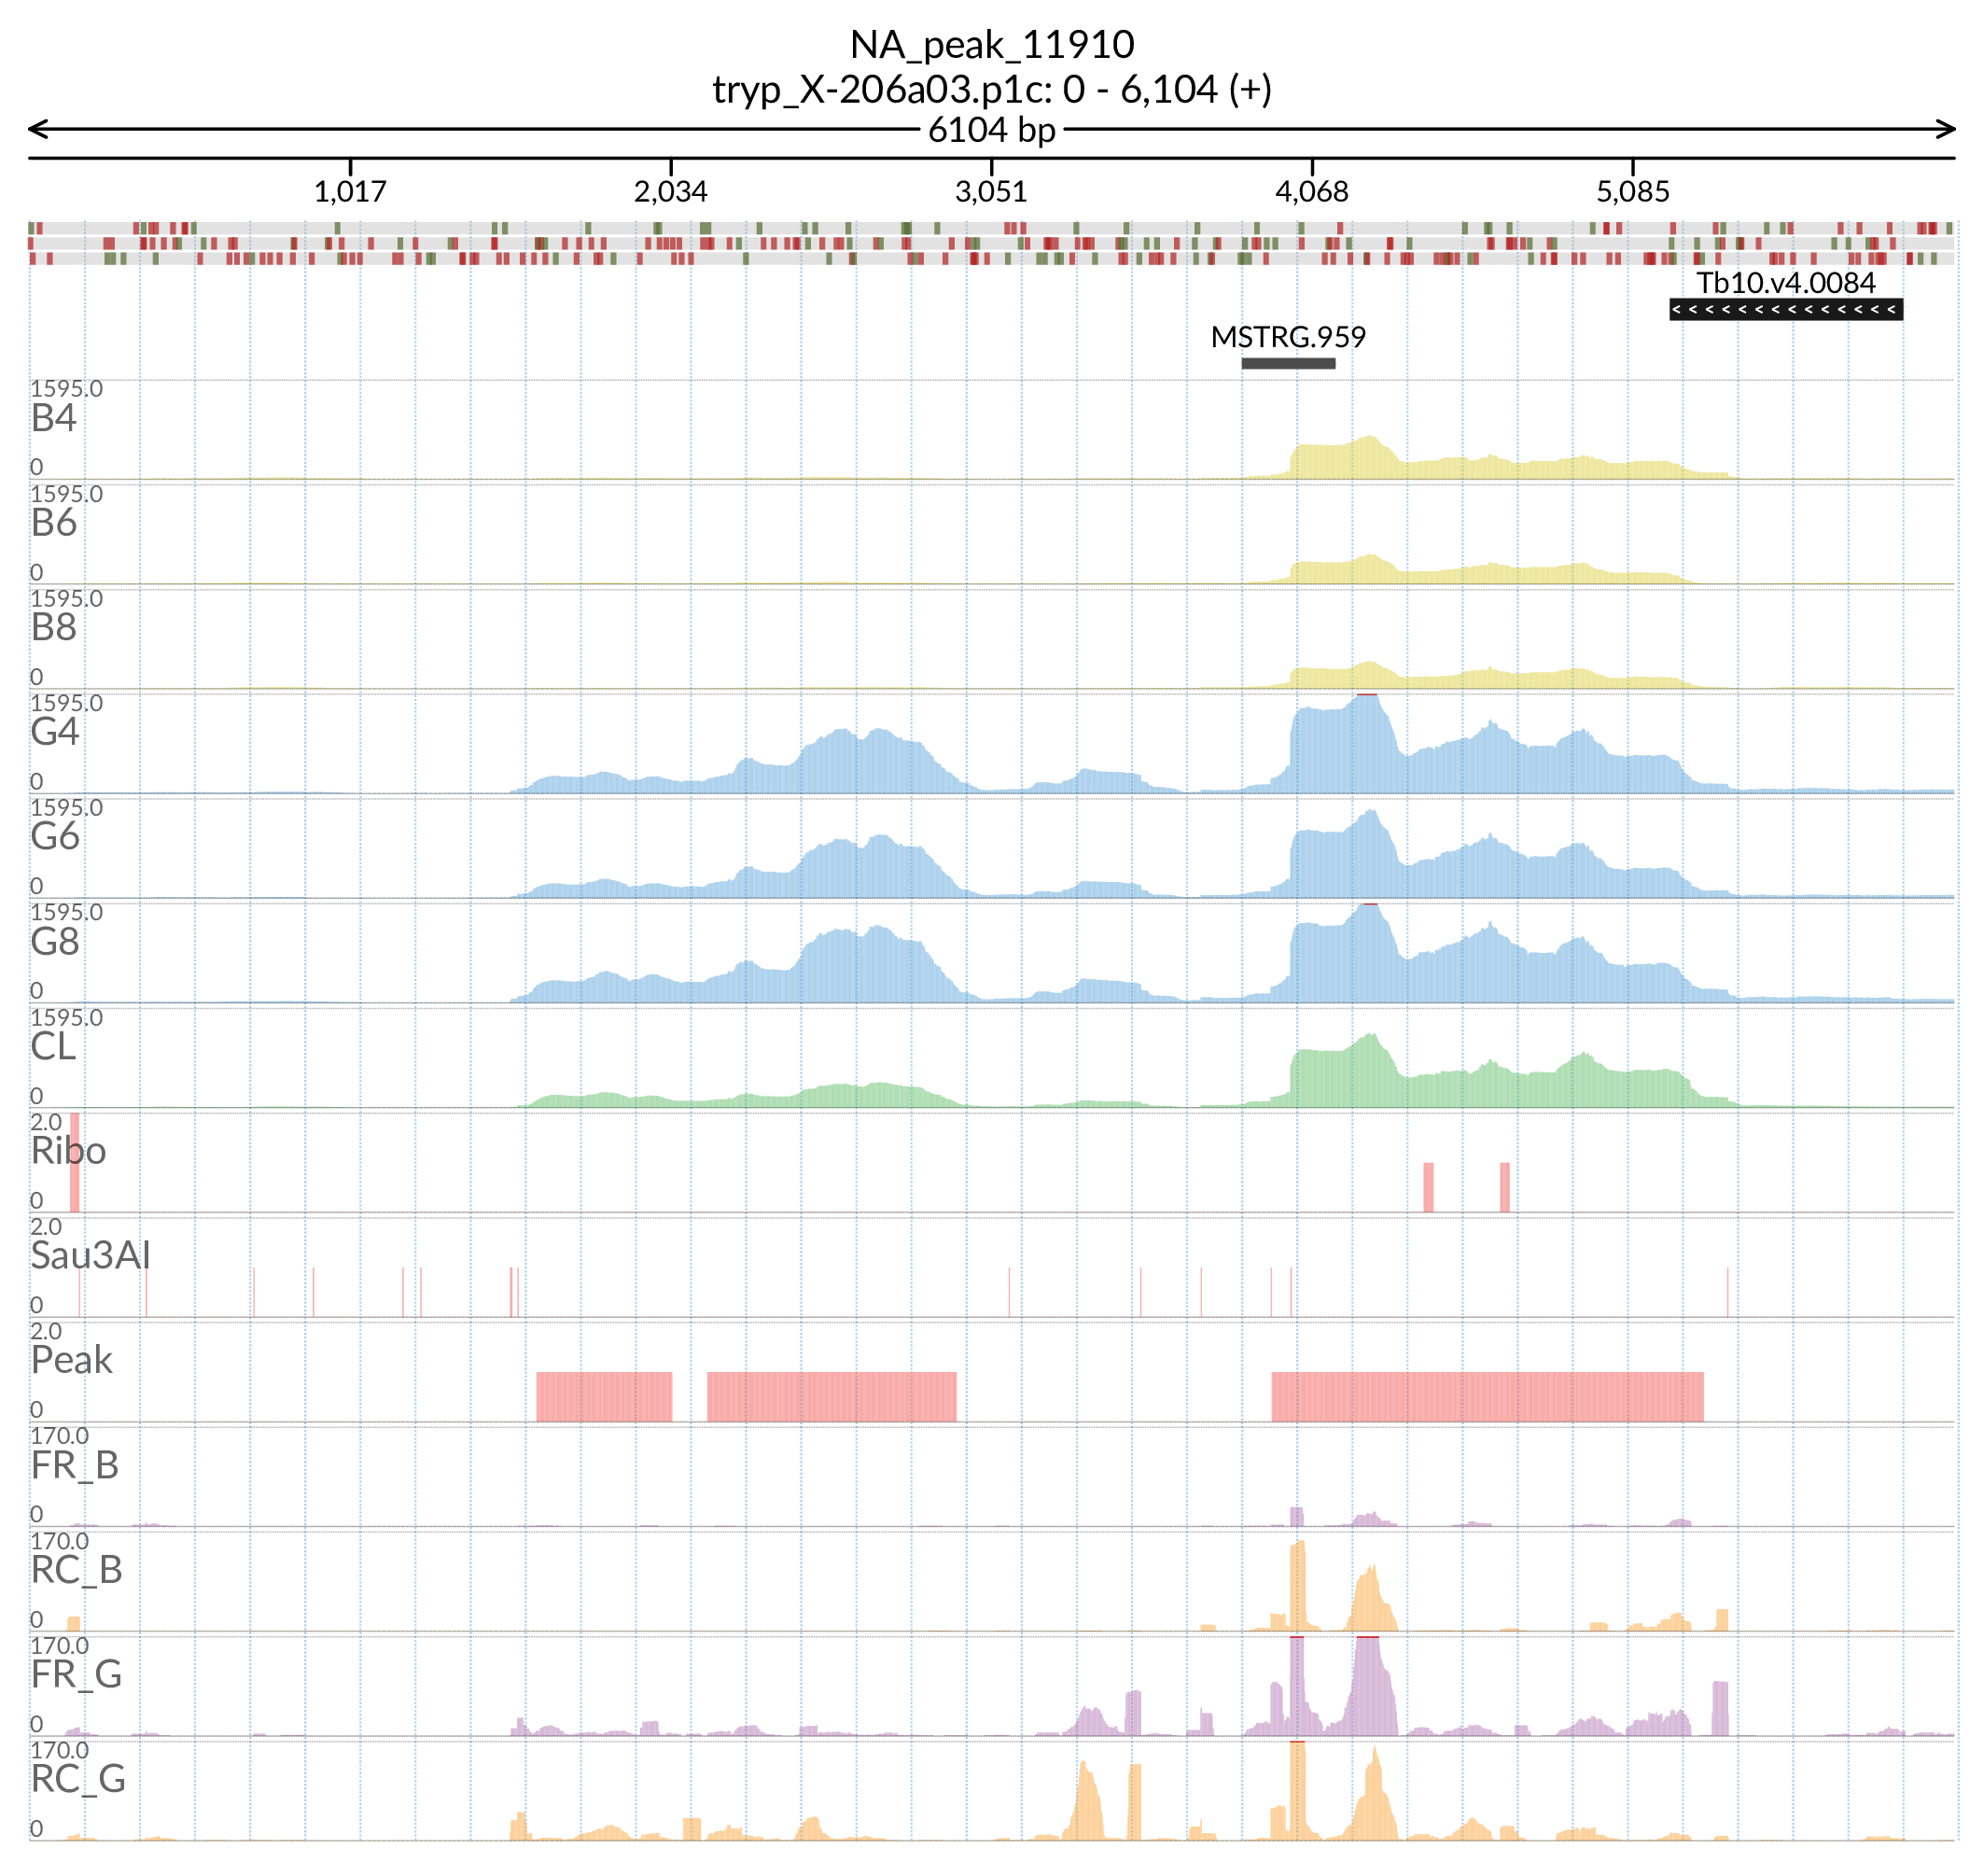 NA_peak_11910
tryp_X-206a03.p1c: 0 - 6,104 (+)
6104 bp
1,017 2,034 3,051 4,068 5,085
Tb10.v4.0084
MSTRG.959
1595.0
B4
0
1595.0
B6
0
1595.0
B8
0
1595.0
G4
0
1595.0
G6
0
1595.0
G8
0
1595.0
CL
0
2.0
Ribo
0
2.0
Sau3AI
0
2.0
Peak
0
170.0
FR_B
0
170.0
RC_B
0
170.0
FR_G
0
170.0
RC_G
0